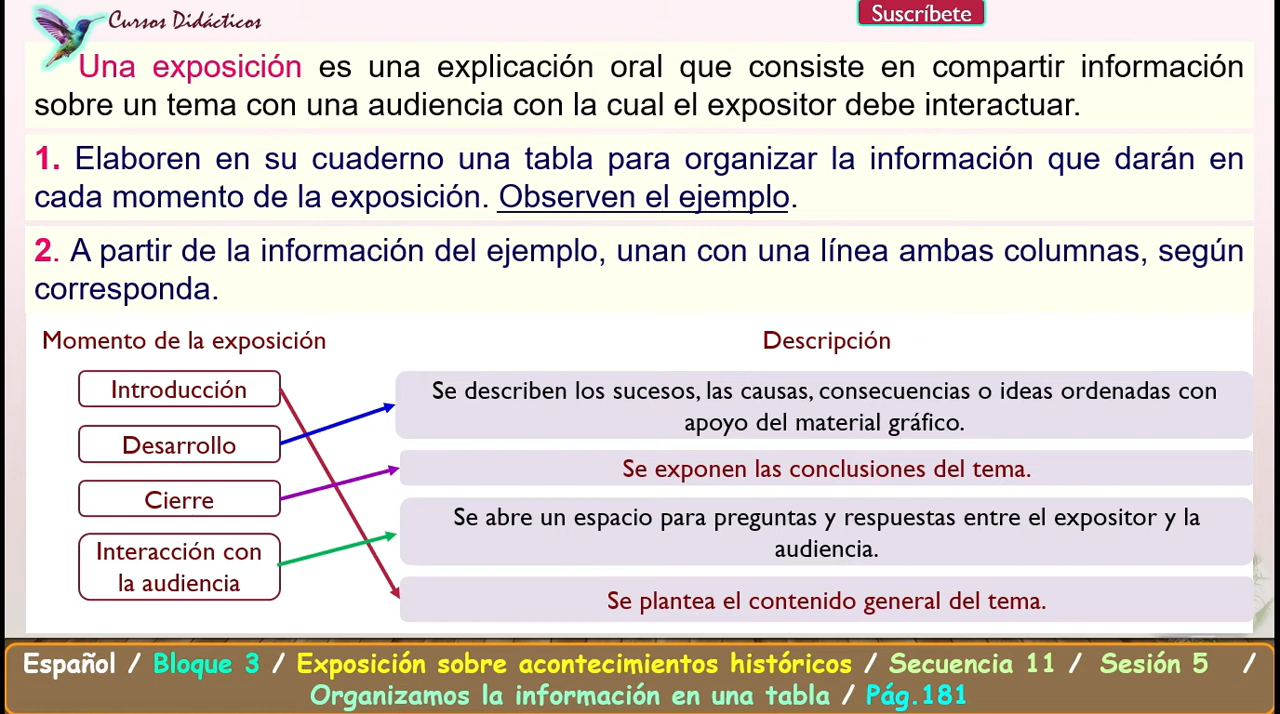 Cursos Didácticos
Suscríbete
Una exposición es una explicación oral que consiste en compartir información
sobre un tema con una audiencia con la cual el expositor debe interactuar.
1. Elaboren en su cuaderno una tabla para organizar la información que darán en
cada momento de la exposición. Observen el ejemplo.
2. A partir de la información del ejemplo, unan con una línea ambas columnas, según
corresponda.
Momento de la exposición
Descripción
Introducción
Desarrollo
Cierre
Interacción con
la audiencia
Se describen los sucesos, las causas, consecuencias o ideas ordenadas con
apoyo del material gráfico.
Se exponen las conclusiones del tema.
Se abre un espacio para preguntas y respuestas entre el expositor y la
audiencia.
Se plantea el contenido general del tema.
Español / Bloque 3 / Exposición sobre acontecimientos históricos / Secuencia 11 / Sesión 5 /
Organizamos la información en una tabla / Pág.181